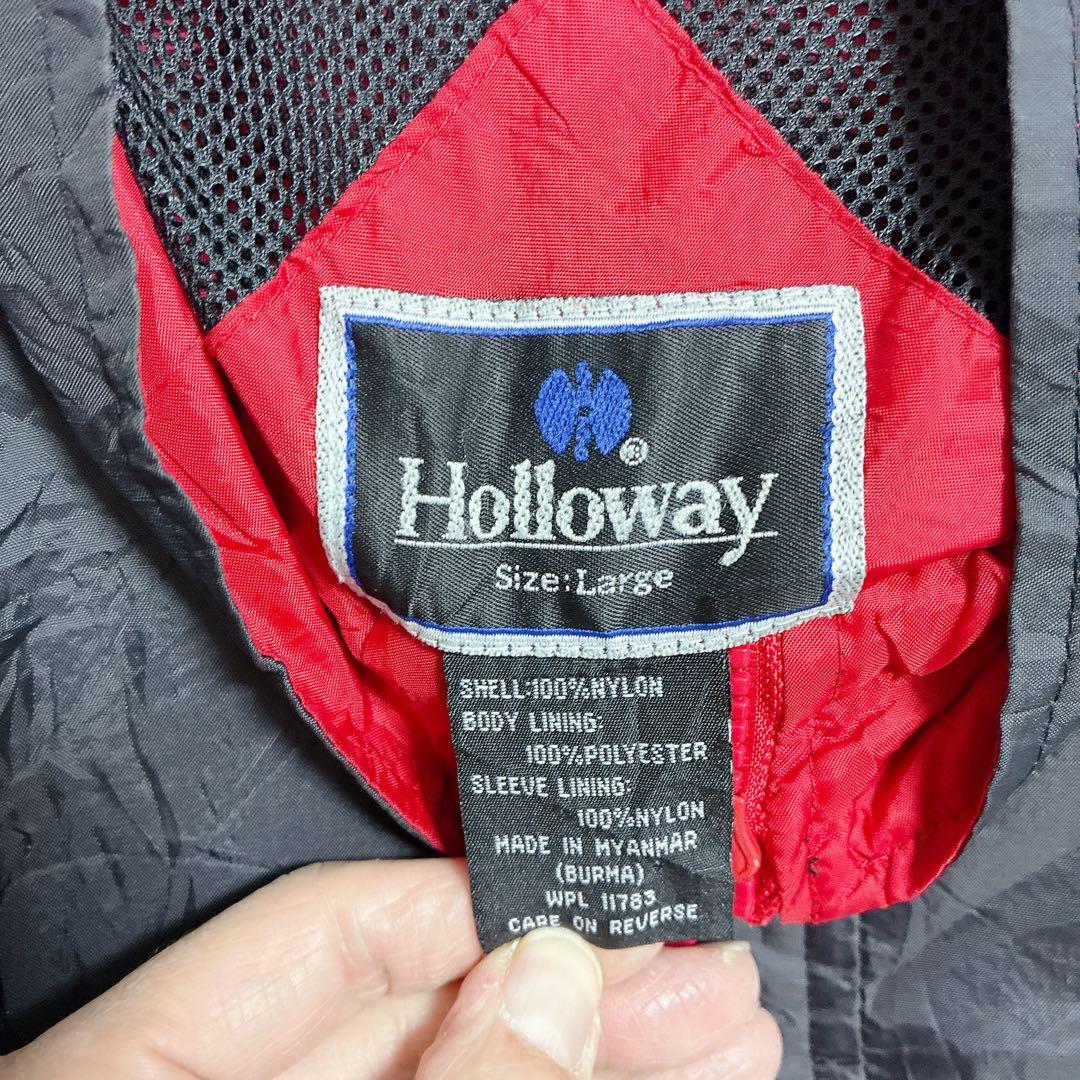 ®
Holloway
Size:Large
SHELL:100%NYLON
BODY LINING:
100%POLYESTER
SLEEVE LINING:
100%NYLON
MADE IN MYANMAR
(BURMA)
WPL 11783
CARE ON REVERSE